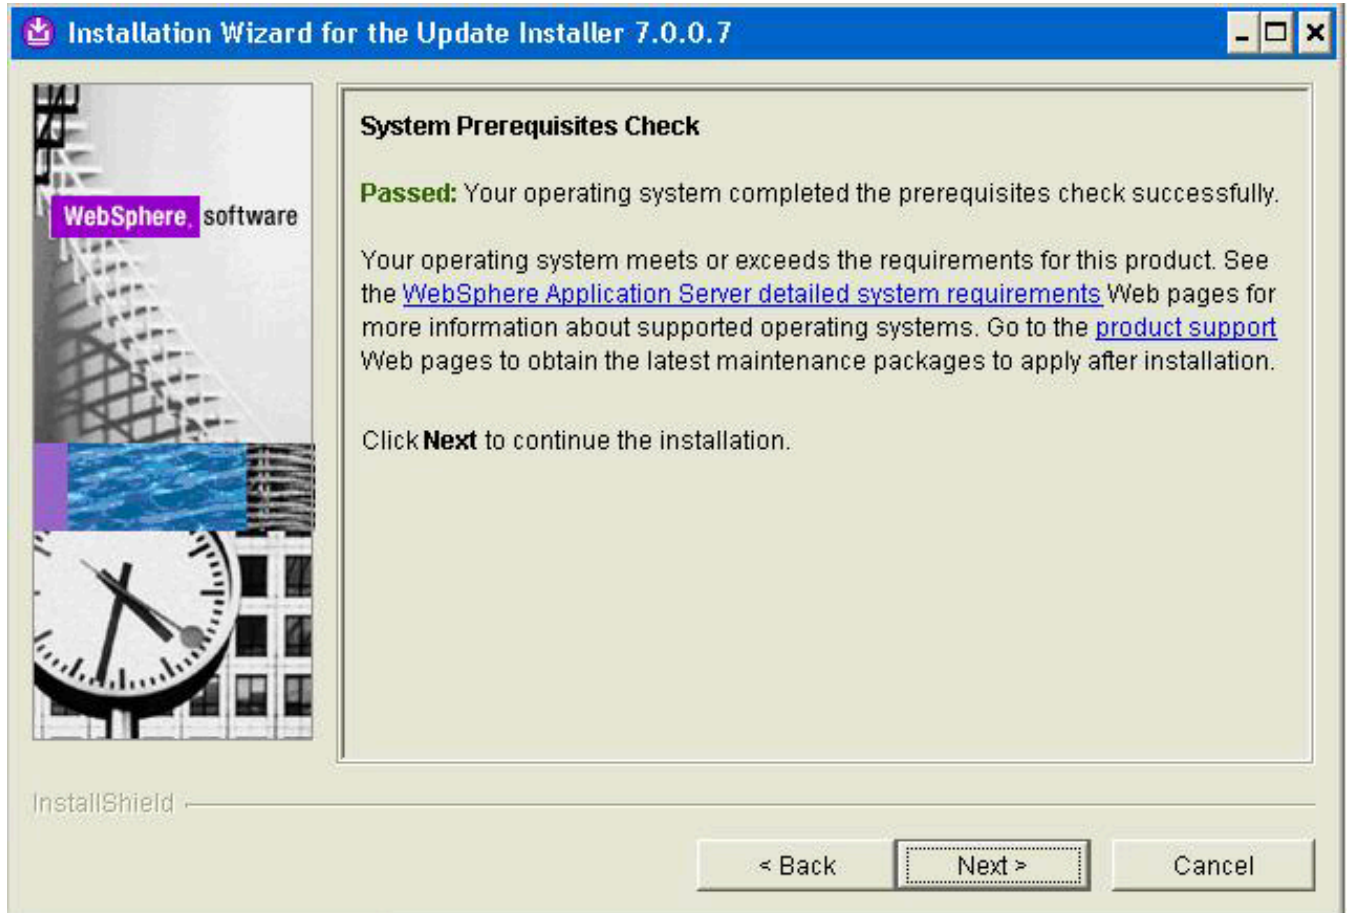 Installation Wizard for the Update Installer 7.0.0.7
WebSphere. software
System Prerequisites Check
Passed: Your operating system completed the prerequisites check successfully.
Your operating system meets or exceeds the requirements for this product. See
the WebSphere Application Server detailed system requirements Web pages for
more information about supported operating systems. Go to the product support
Web pages to obtain the latest maintenance packages to apply after installation.
Click Next to continue the installation.
InstallShield
< Back
Next >
Cancel